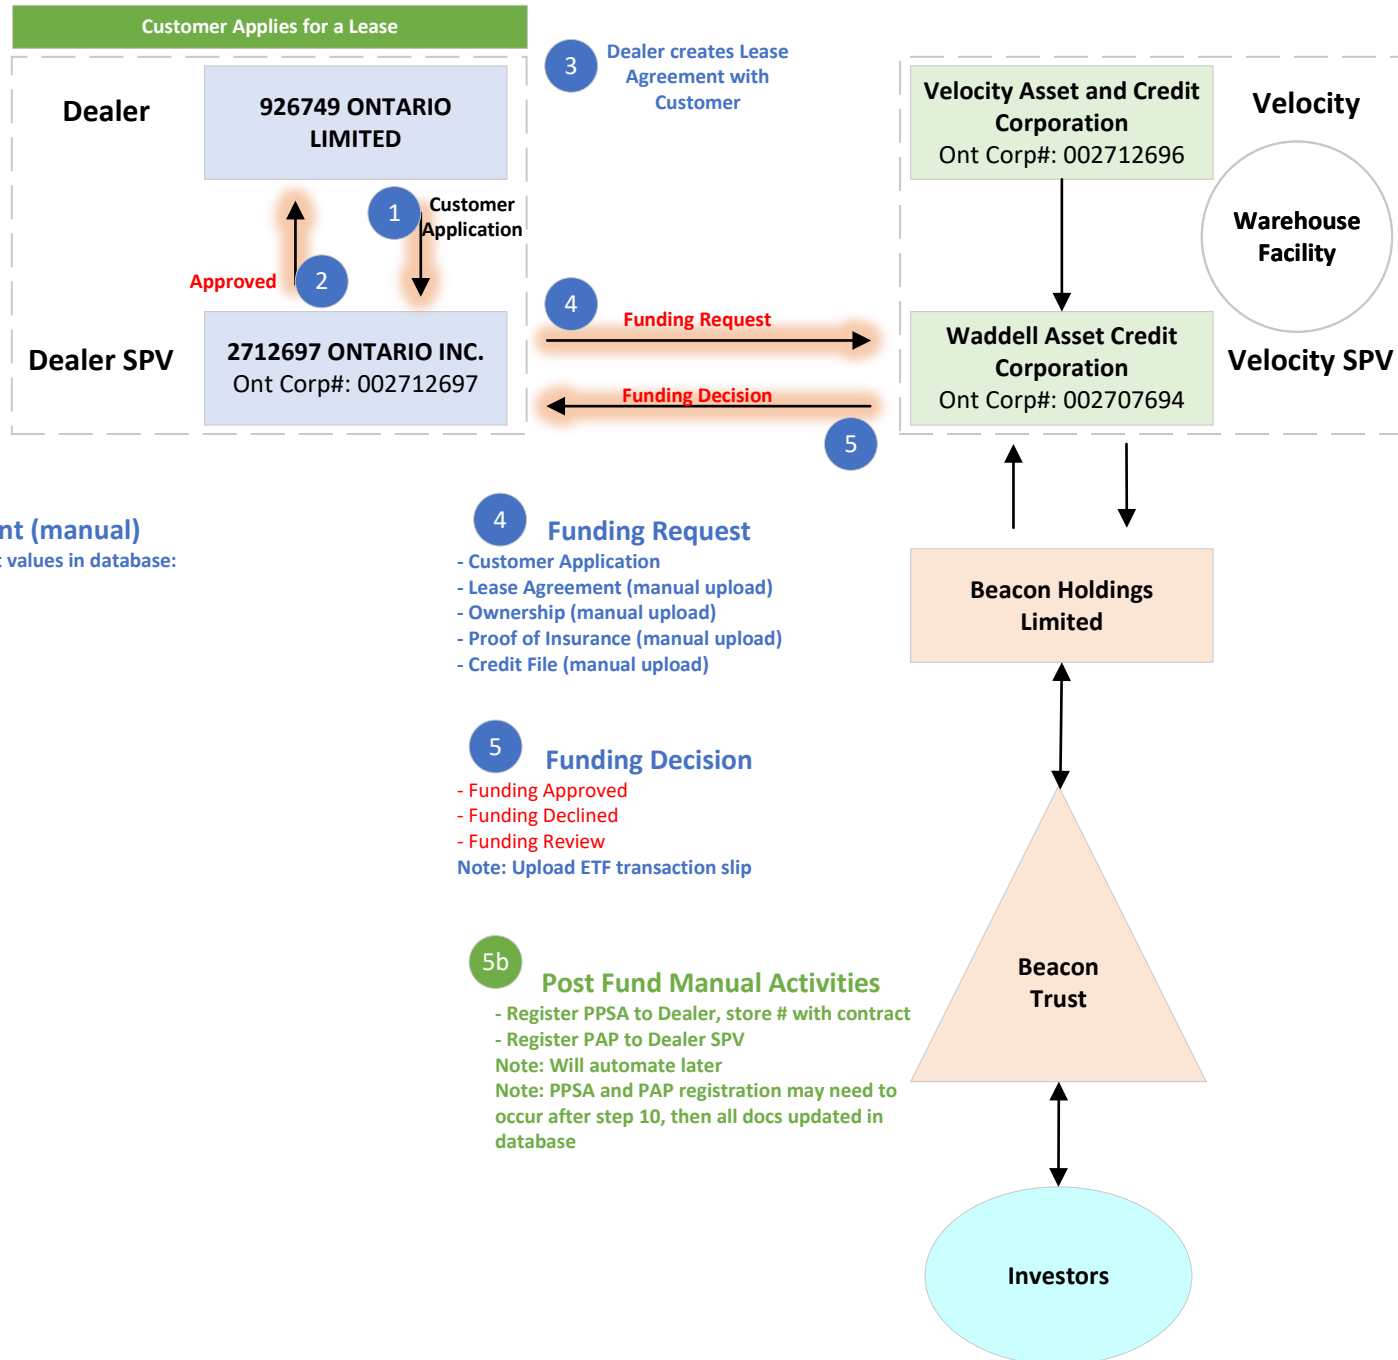 Customer Applies for a Lease
3
Dealer creates Lease
Agreement with
Customer
Dealer
926749 ONTARIO
LIMITED
Velocity Asset and Credit
Corporation
Ont Corp#: 002712696
Velocity
1
Customer
Application
Warehouse
Facility
Approved
2
4
Funding Request
Dealer SPV
2712697 ONTARIO INC.
Ont Corp#: 002712697
Waddell Asset Credit
Corporation
Ont Corp#: 002707694
Velocity SPV
Funding Decision
5
nt (manual)
t values in database:
4
Funding Request
- Customer Application
- Lease Agreement (manual upload)
- Ownership (manual upload)
- Proof of Insurance (manual upload)
- Credit File (manual upload)
Beacon Holdings
Limited
5
Funding Decision
- Funding Approved
- Funding Declined
- Funding Review
Note: Upload ETF transaction slip
5b
Post Fund Manual Activities
- Register PPSA to Dealer, store # with contract
- Register PAP to Dealer SPV
Note: Will automate later
Note: PPSA and PAP registration may need to
occur after step 10, then all docs updated in
database
Beacon
Trust
Investors